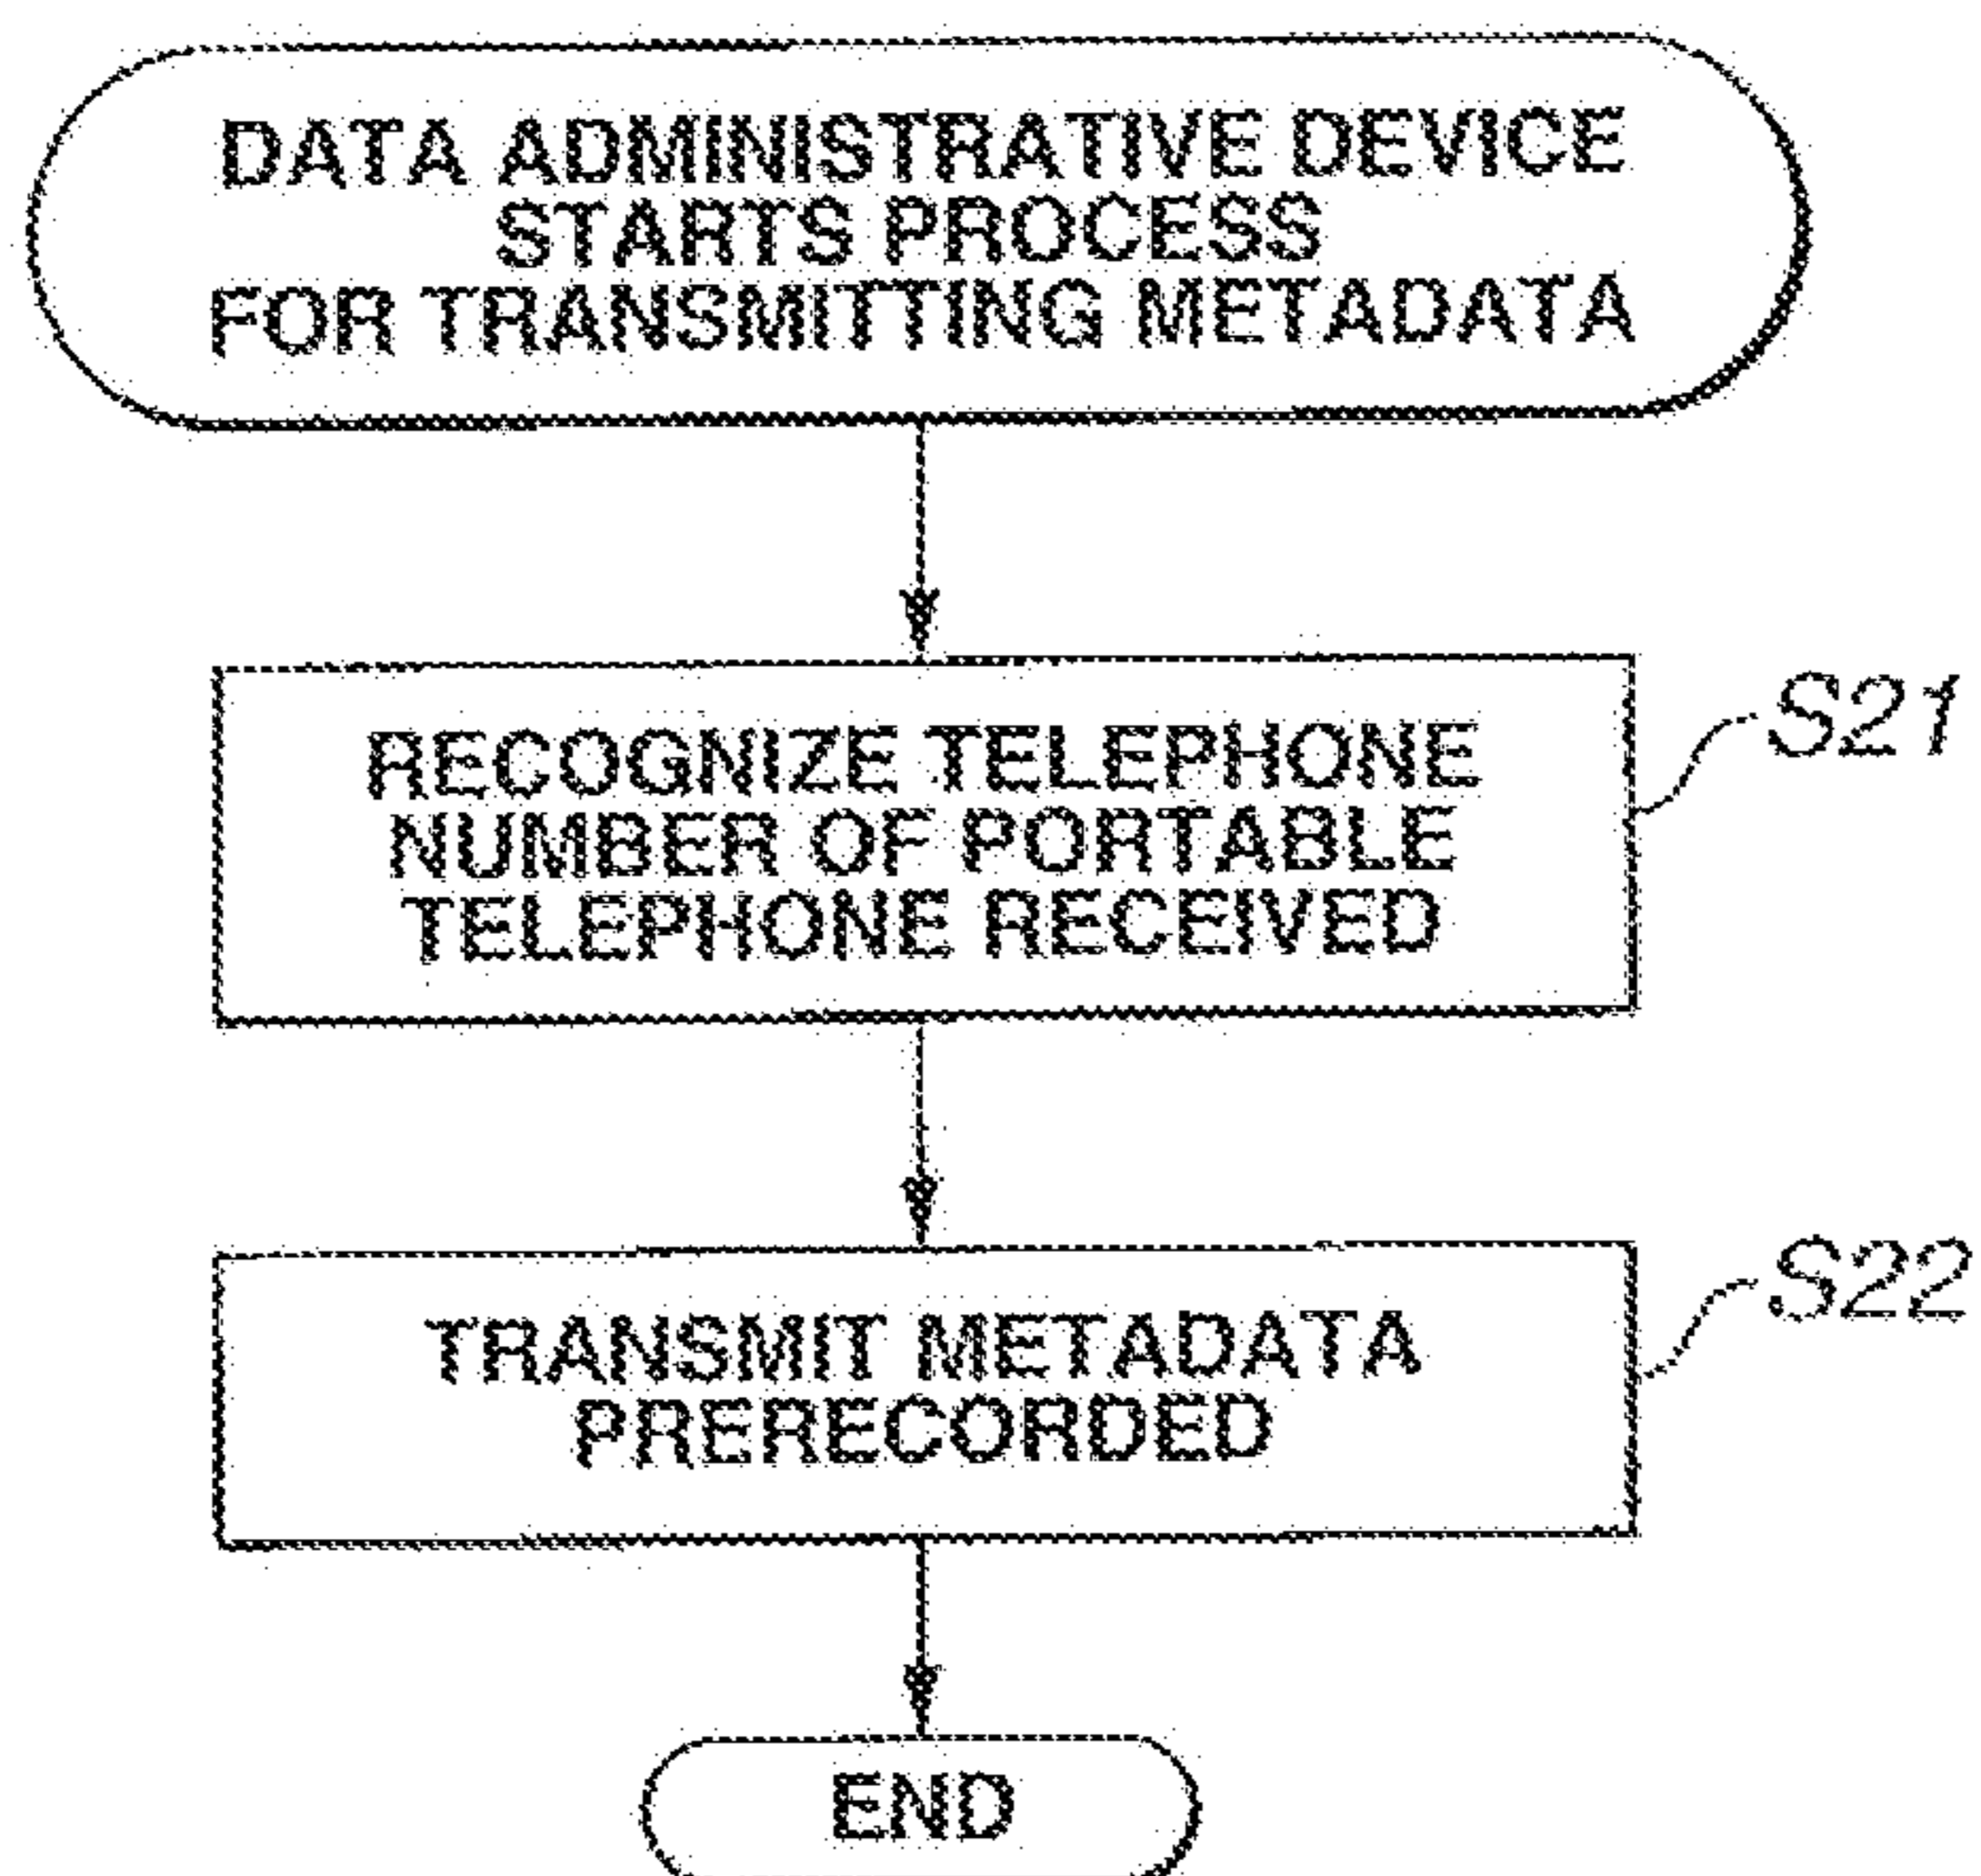 DATA ADMINISTRATIVE DEVICE
STARTS PROCESS
FOR TRANSMITTING METADATA
RECOGNIZE TELEPHONE
NUMBER OF PORTABLE
TELEPHONE RECEIVED
S21
TRANSMIT METADATA
PRERECORDED
S22
END